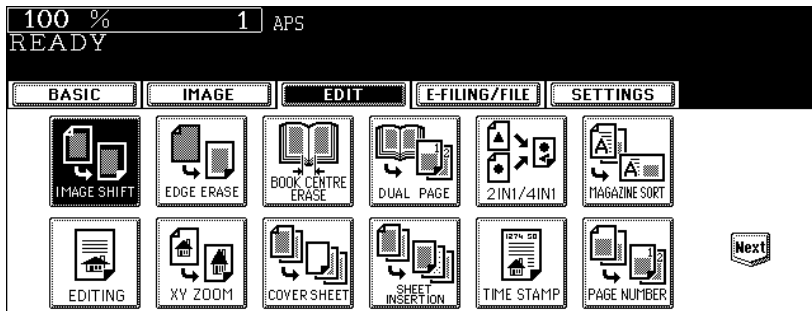 100 % 1 APS
READY
BASIC IMAGE EDIT E-FILING/FILE SETTINGS
IMAGE SHIFT EDGE ERASE BOOK CENTRE ERASE DUAL PAGE 2IN1/4IN1 MAGAZINE SORT
EDITING XY ZOOM COVER SHEET SHEET INSERTION TIME STAMP PAGE NUMBER
Next